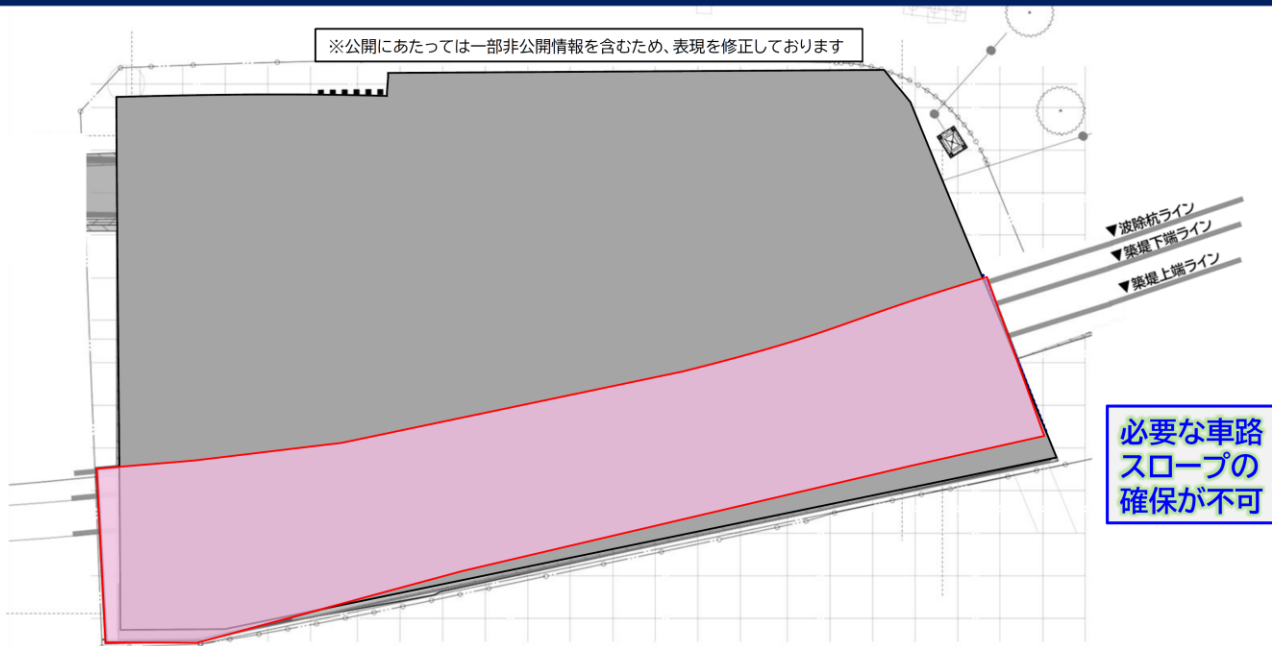 ※公開にあたっては一部非公開情報を含むため、表現を修正しております
▼波除杭ライン
▼築堤下端ライン
▼築堤上端ライン
必要な車路
スロープの
確保が不可